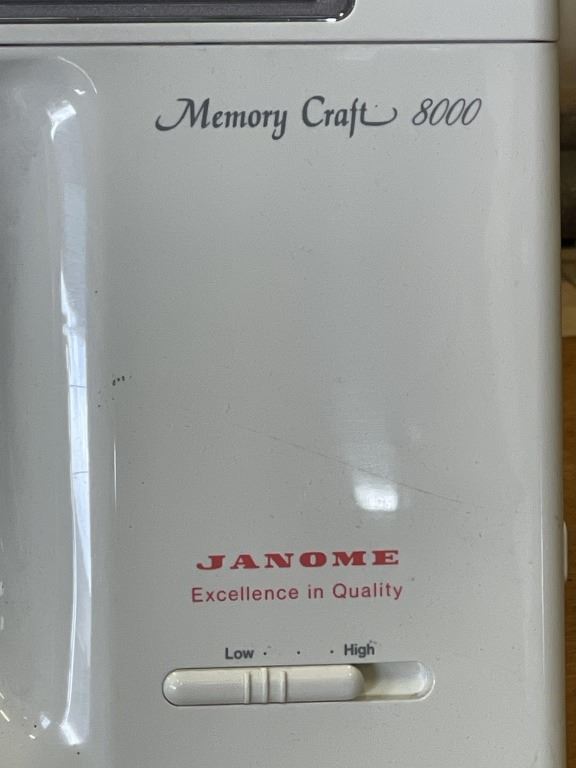 Memory Craft 8000
JANOME
Excellence in Quality
Low · · · High